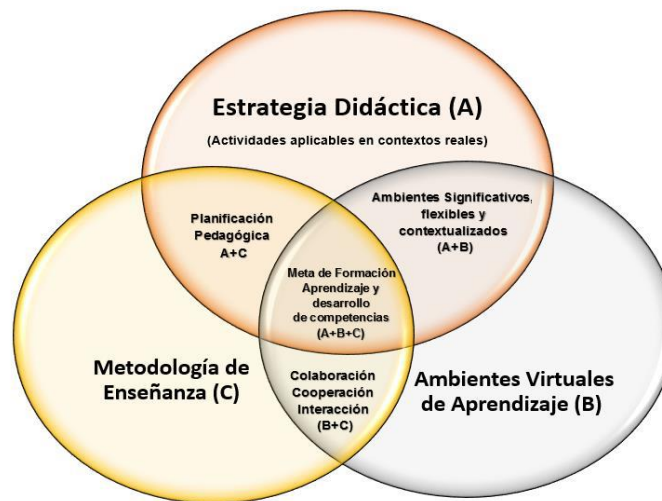 Estrategia Didáctica (A)
(Actividades aplicables en contextos reales)
Ambientes Significativos,
flexibles y
contextualizados
(A+B)
Planificación
Pedagógica
A+C
Meta de Formación
Aprendizaje y
desarrollo
de competencias
(A+B+C)
Metodología de
Enseñanza (C)
Colaboración
Cooperación
Interacción
(B+C)
Ambientes Virtuales
de Aprendizaje (B)